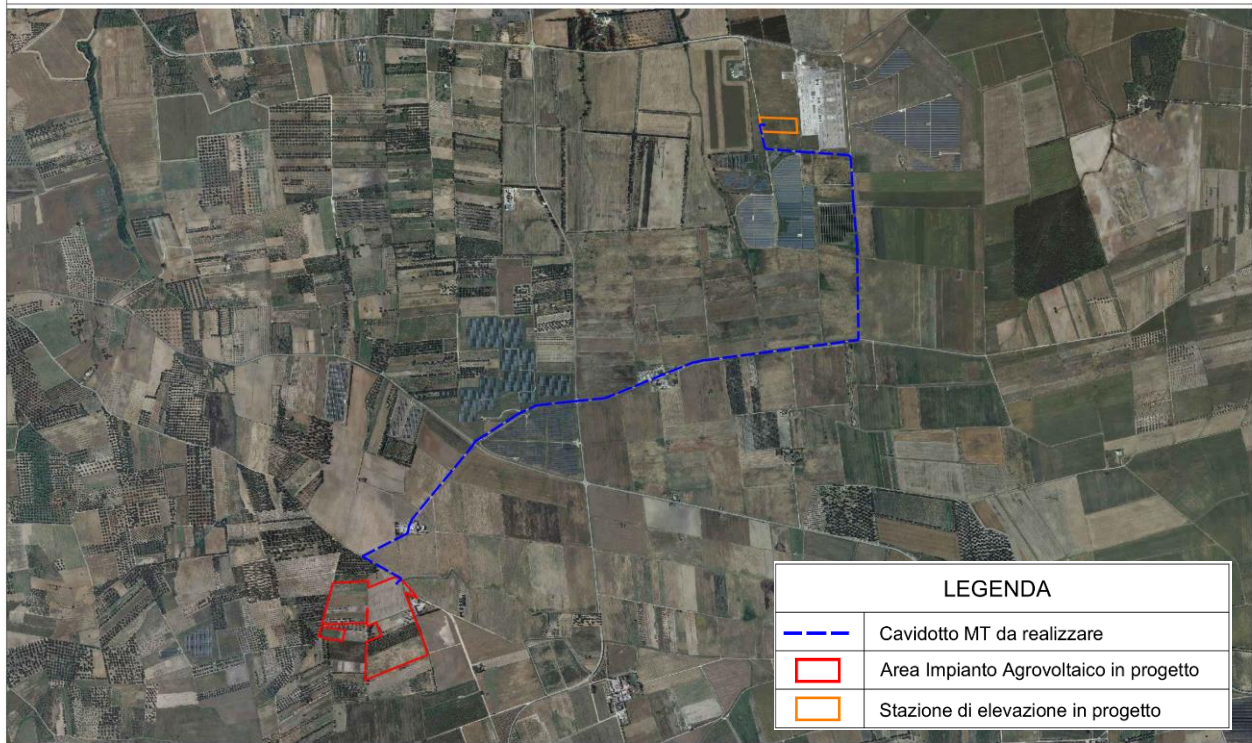 LEGENDA
Cavidotto MT da realizzare
Area Impianto Agrovoltaico in progetto
Stazione di elevazione in progetto